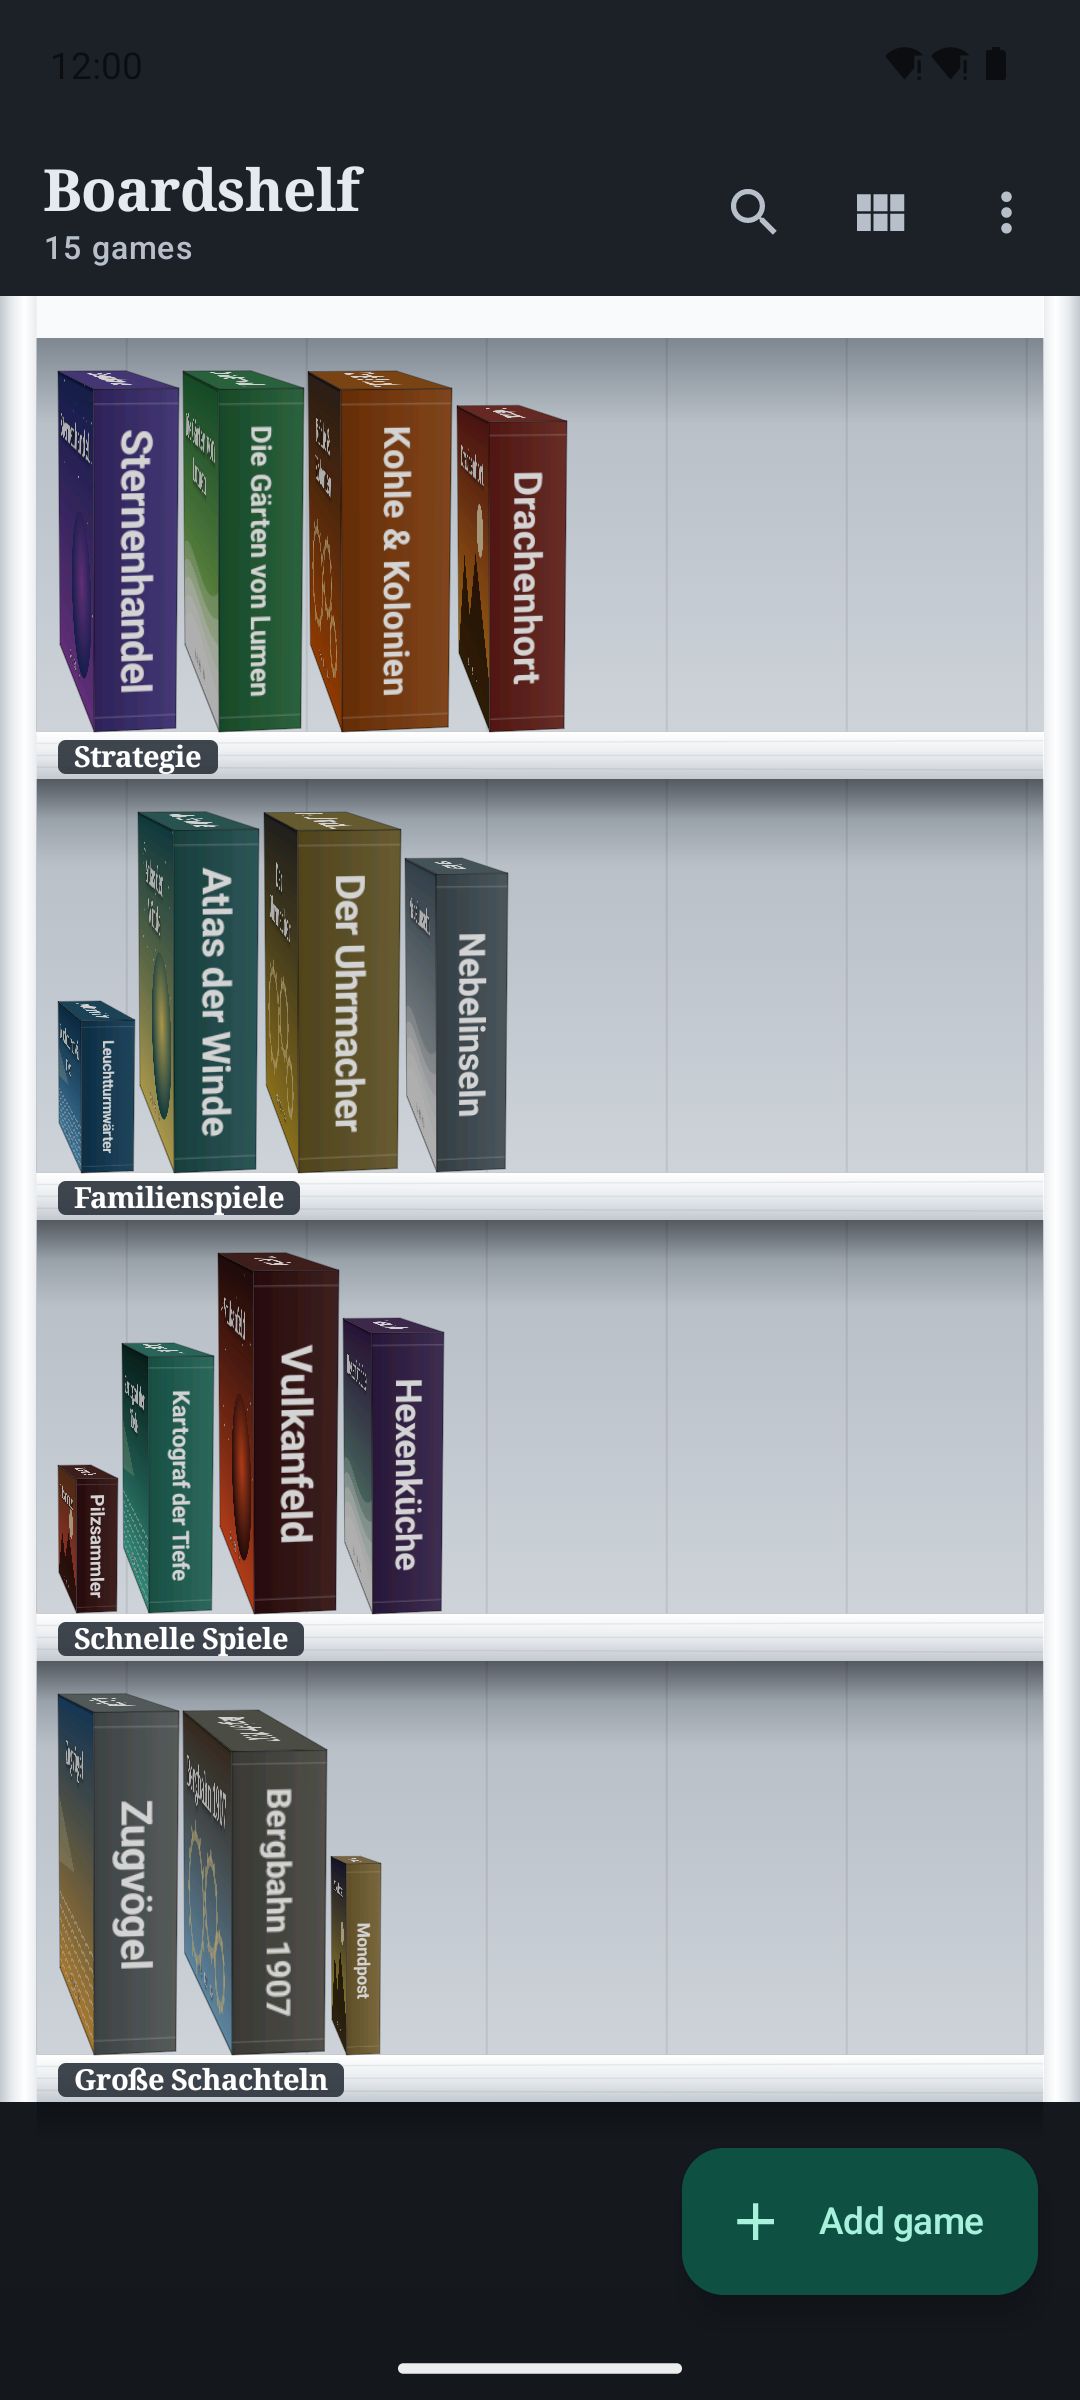 12:00
Boardshelf
15 games
Sternenhandel
Die Gärten von Lumen
Kohle & Kolonien
Drachenhort
Strategie
Leuchtturmwärter
Atlas der Winde
Der Uhrmacher
Nebelinseln
Familienspiele
Pilzsammler
Kartograf der Tiefe
Vulkanfeld
Hexenküche
Schnelle Spiele
Zugvögel
Bergbahn 1907
Bergbahn 1907
Mondpost
Große Schachteln
Add game